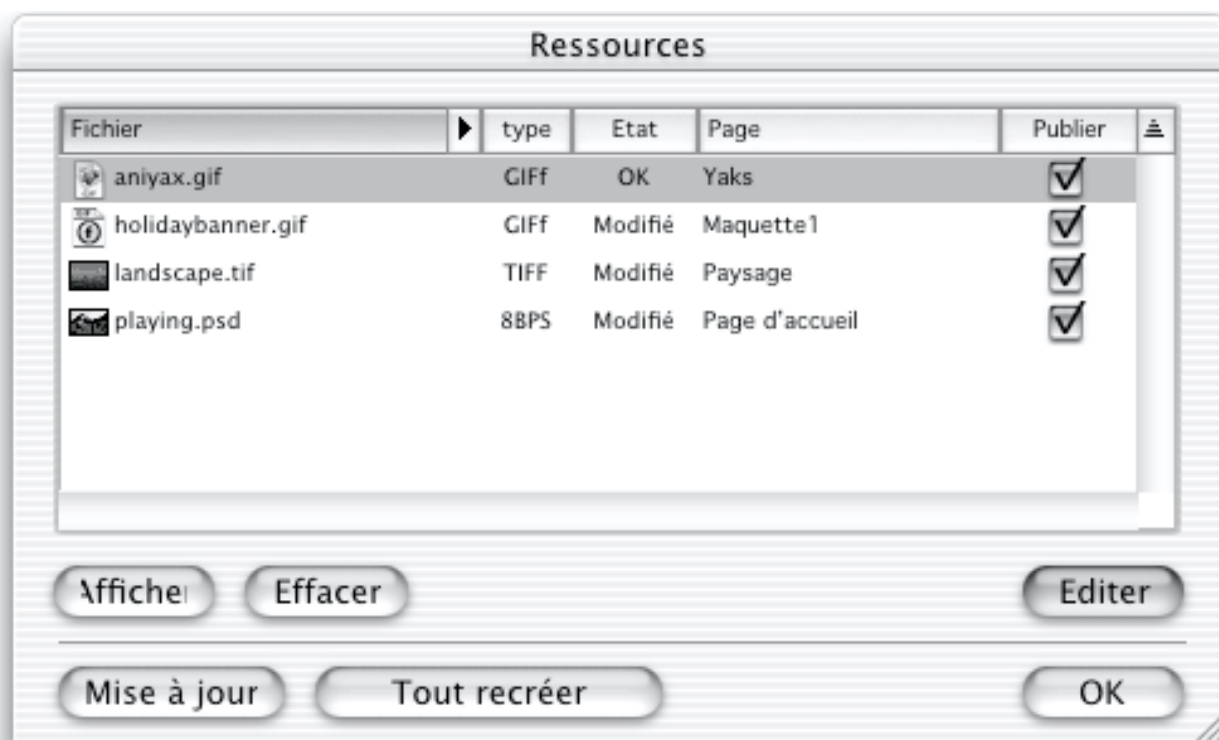 Ressources
Fichier type Etat Page Publier
aniyax.gif GIFf OK Yaks
holidaybanner.gif GIFf Modifié Maquette1
landscape.tif TIFF Modifié Paysage
playing.psd 8BPS Modifié Page d'accueil
Afficher Effacer Editer
Mise à jour Tout recréer OK